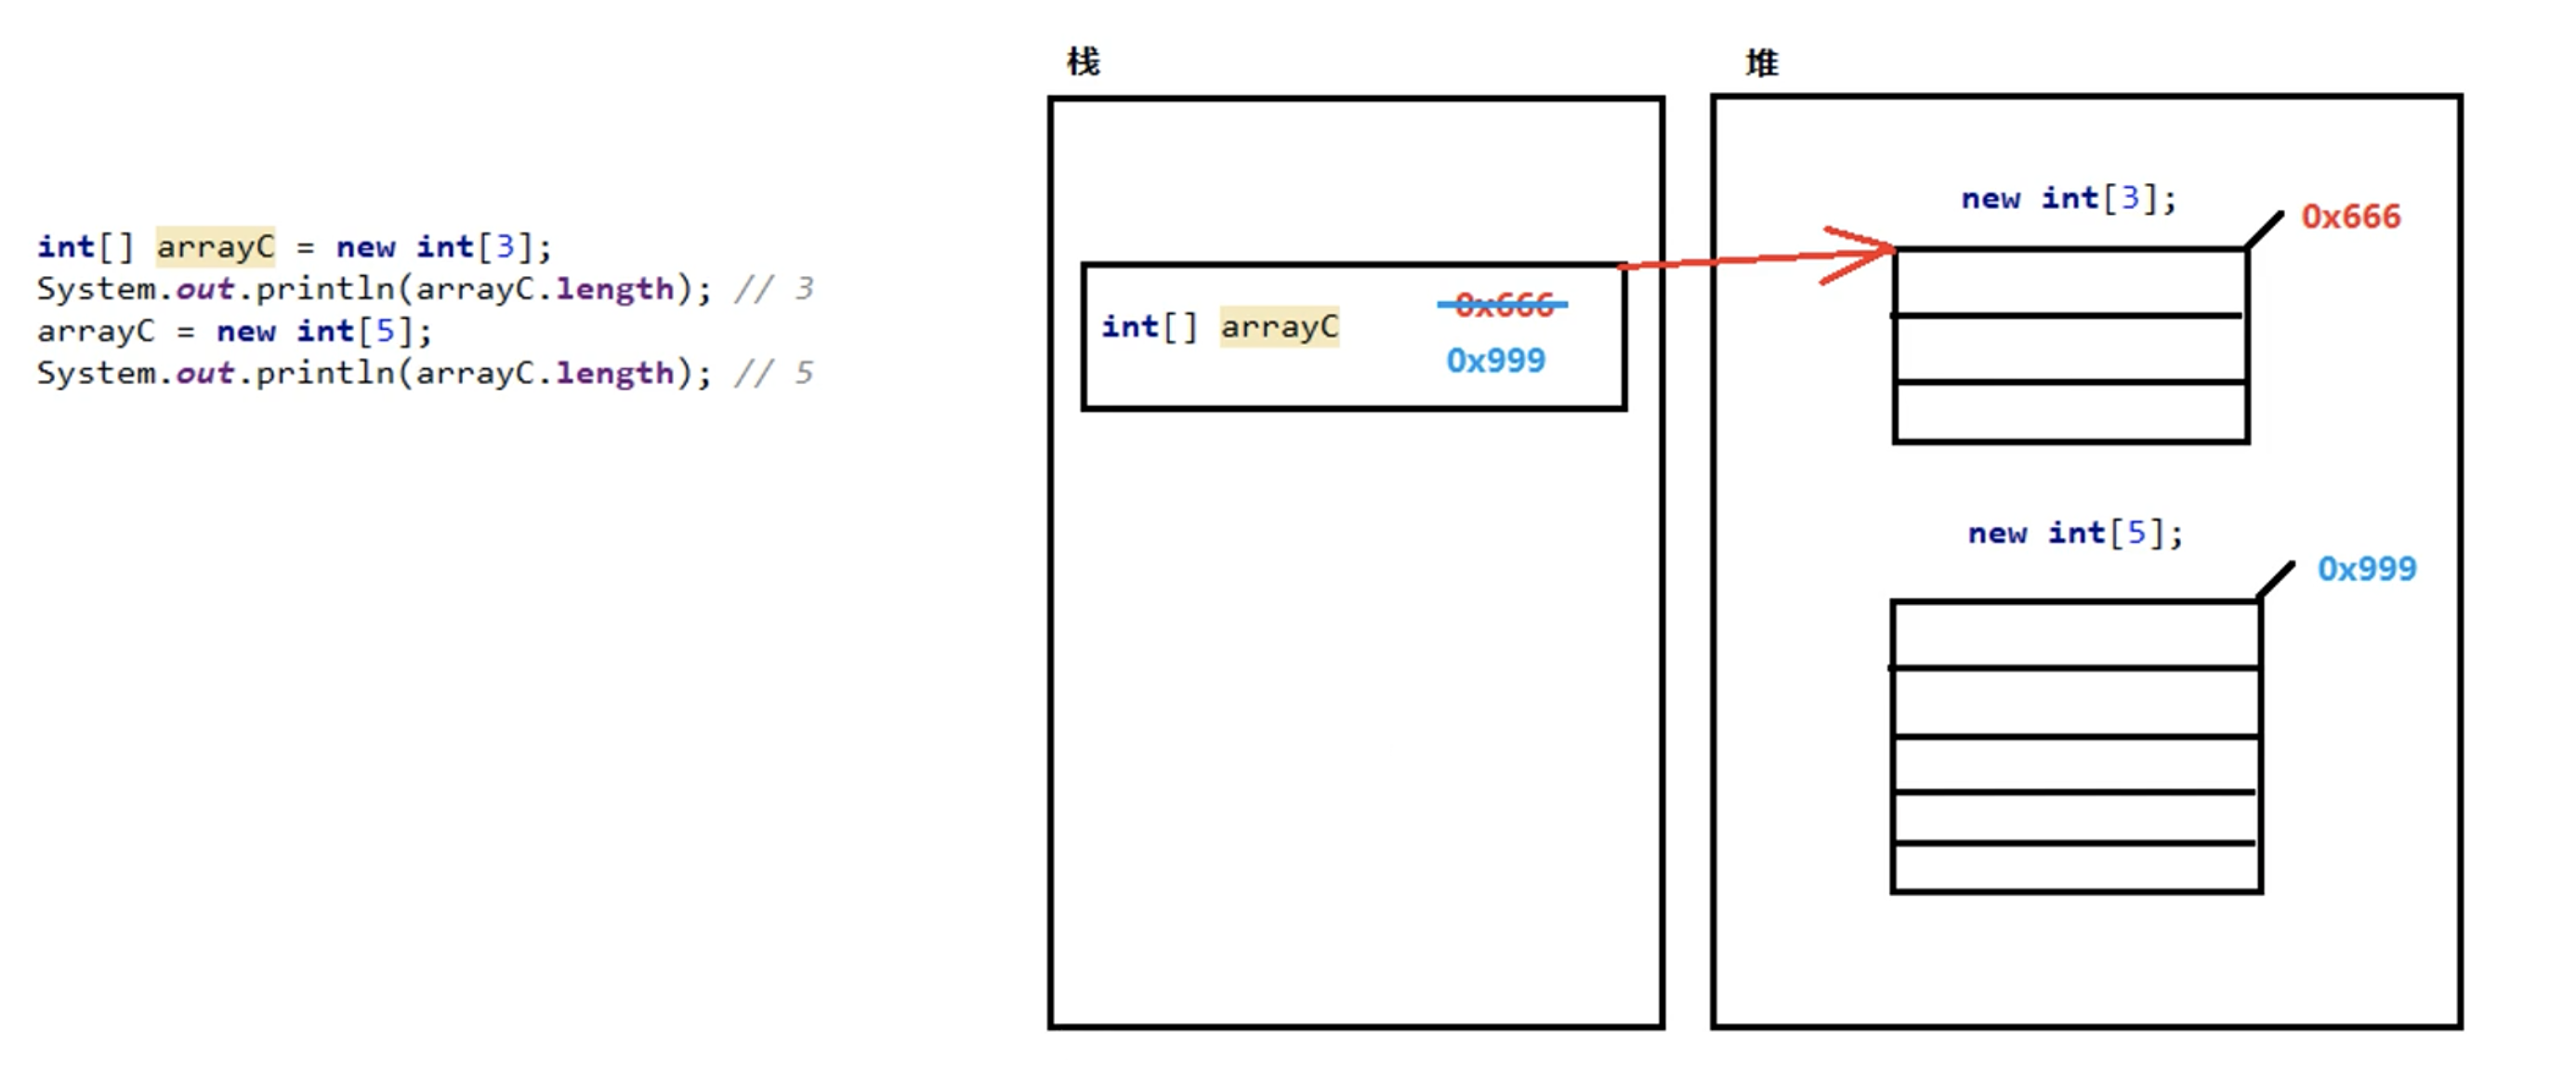 int[] arrayC = new int[3];
System.out.println(arrayC.length); // 3
arrayC = new int[5];
System.out.println(arrayC.length); // 5
栈
int[] arrayC
0x666
0x999
堆
new int[3];
0x666
new int[5];
0x999